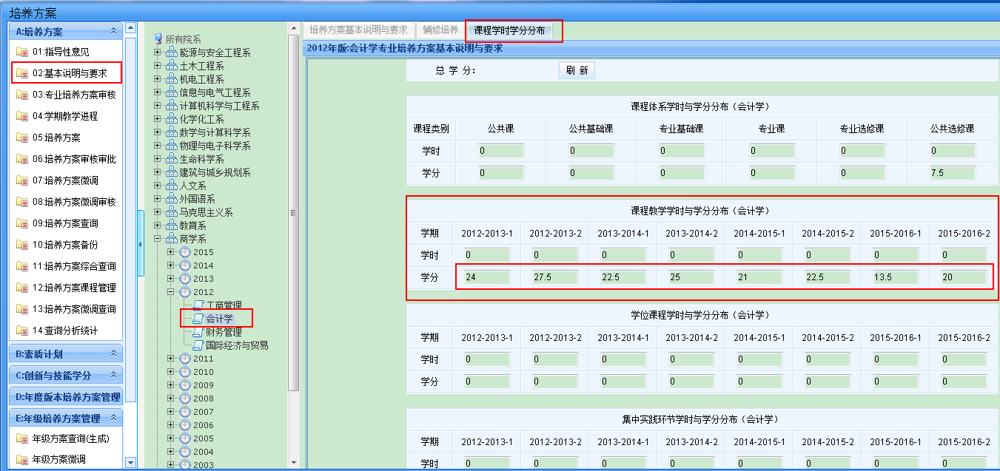 培养方案
A:培养方案
01:指导性意见
02:基本说明与要求
03:专业培养方案审核
04:学期教学进程
05:培养方案
06:培养方案审核审批
07:培养方案微调
08:培养方案微调审核
09:培养方案查询
10:培养方案备份
11:培养方案综合查询
12:培养方案课程管理
13:培养方案微调查询
14:查询分析统计
B:素质计划
C:创新与技能学分
D:年度版本培养方案管理
E:年级培养方案管理
年级方案查询(生成)
年级方案微调
所有院系
能源与安全工程系
土木工程系
机电工程系
信息与电气工程系
计算机科学与工程系
化学化工系
数学与计算科学系
物理与电子科学系
生命科学系
建筑与城乡规划系
人文系
外国语系
马克思主义系
教育系
商学系
2015
2014
2013
2012
工商管理
会计学
财务管理
国际经济与贸易
2011
2010
2009
2008
2007
2006
2005
2004
2003
培养方案基本说明与要求 辅修培养 课程学时学分分布
2012年版:会计学专业培养方案基本说明与要求
总 学 分: 刷 新
课程体系学时与学分分布（会计学）
课程类别 公共课 公共基础课 专业基础课 专业课 专业选修课 公共选修课
学时 0 0 0 0 0 0
学分 0 0 0 0 0 7.5
课程教学学时与学分分布（会计学）
学期 2012-2013-1 2012-2013-2 2013-2014-1 2013-2014-2 2014-2015-1 2014-2015-2 2015-2016-1 2015-2016-2
学时 0 0 0 0 0 0 0 0
学分 24 27.5 22.5 25 21 22.5 13.5 20
学位课程学时与学分分布（会计学）
学期 2012-2013-1 2012-2013-2 2013-2014-1 2013-2014-2 2014-2015-1 2014-2015-2 2015-2016-1 2015-2016-2
学时 0 0 0 0 0 0 0 0
学分 0 0 0 0 0 0 0 0
集中实践环节学时与学分分布（会计学）
学期 2012-2013-1 2012-2013-2 2013-2014-1 2013-2014-2 2014-2015-1 2014-2015-2 2015-2016-1 2015-2016-2
学时 0 0 0 0 0 0 0 0